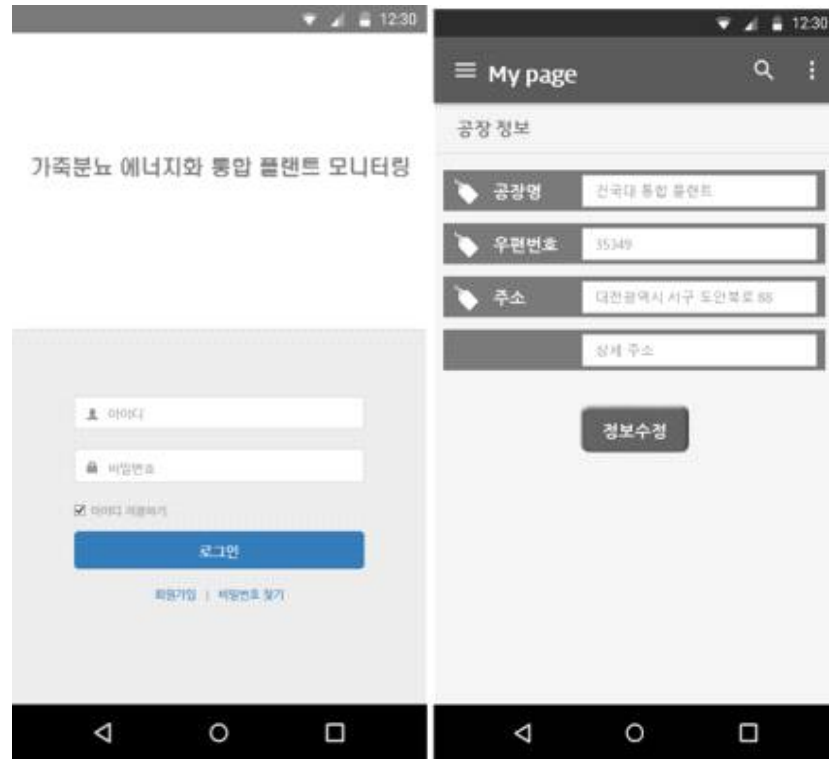 12:30
가축분뇨 에너지화 통합 플랜트 모니터링
아이디
비밀번호
아이디 저장하기
로그인
회원가입 | 비밀번호 찾기
12:30
My page
공장 정보
공장명 건국대 통합 플랜트
우편번호 35349
주소 대전광역시 서구 도안북로 88
상세 주소
정보수정